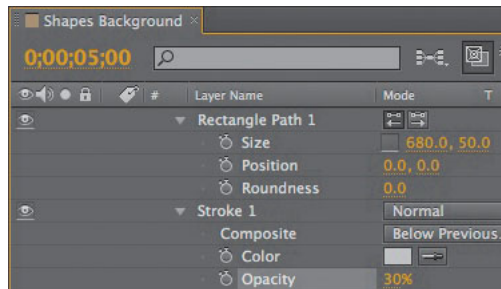 Shapes Background
0;00;05;00
# Layer Name Mode T
Rectangle Path 1
Size 680.0, 50.0
Position 0.0, 0.0
Roundness 0.0
Stroke 1 Normal
Composite Below Previous
Color
Opacity 30%